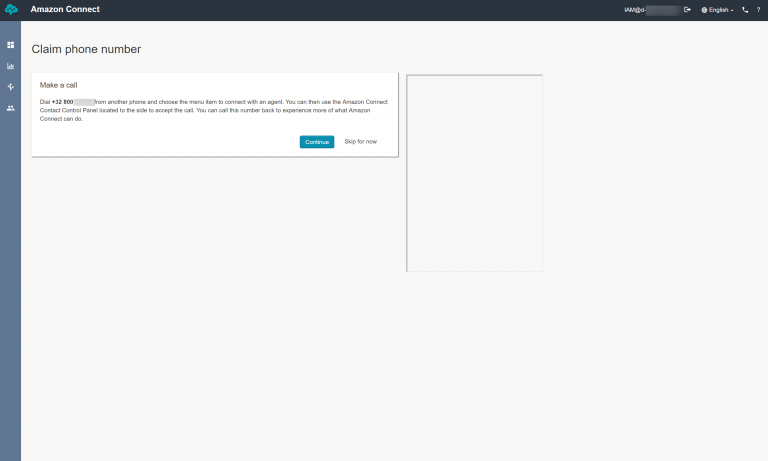 Amazon Connect
IAM@d-
English
?
Claim phone number
Make a call
Dial +32 800 from another phone and choose the menu item to connect with an agent. You can then use the Amazon Connect
Contact Control Panel located to the side to accept the call. You can call this number back to experience more of what Amazon
Connect can do.
Continue
Skip for now